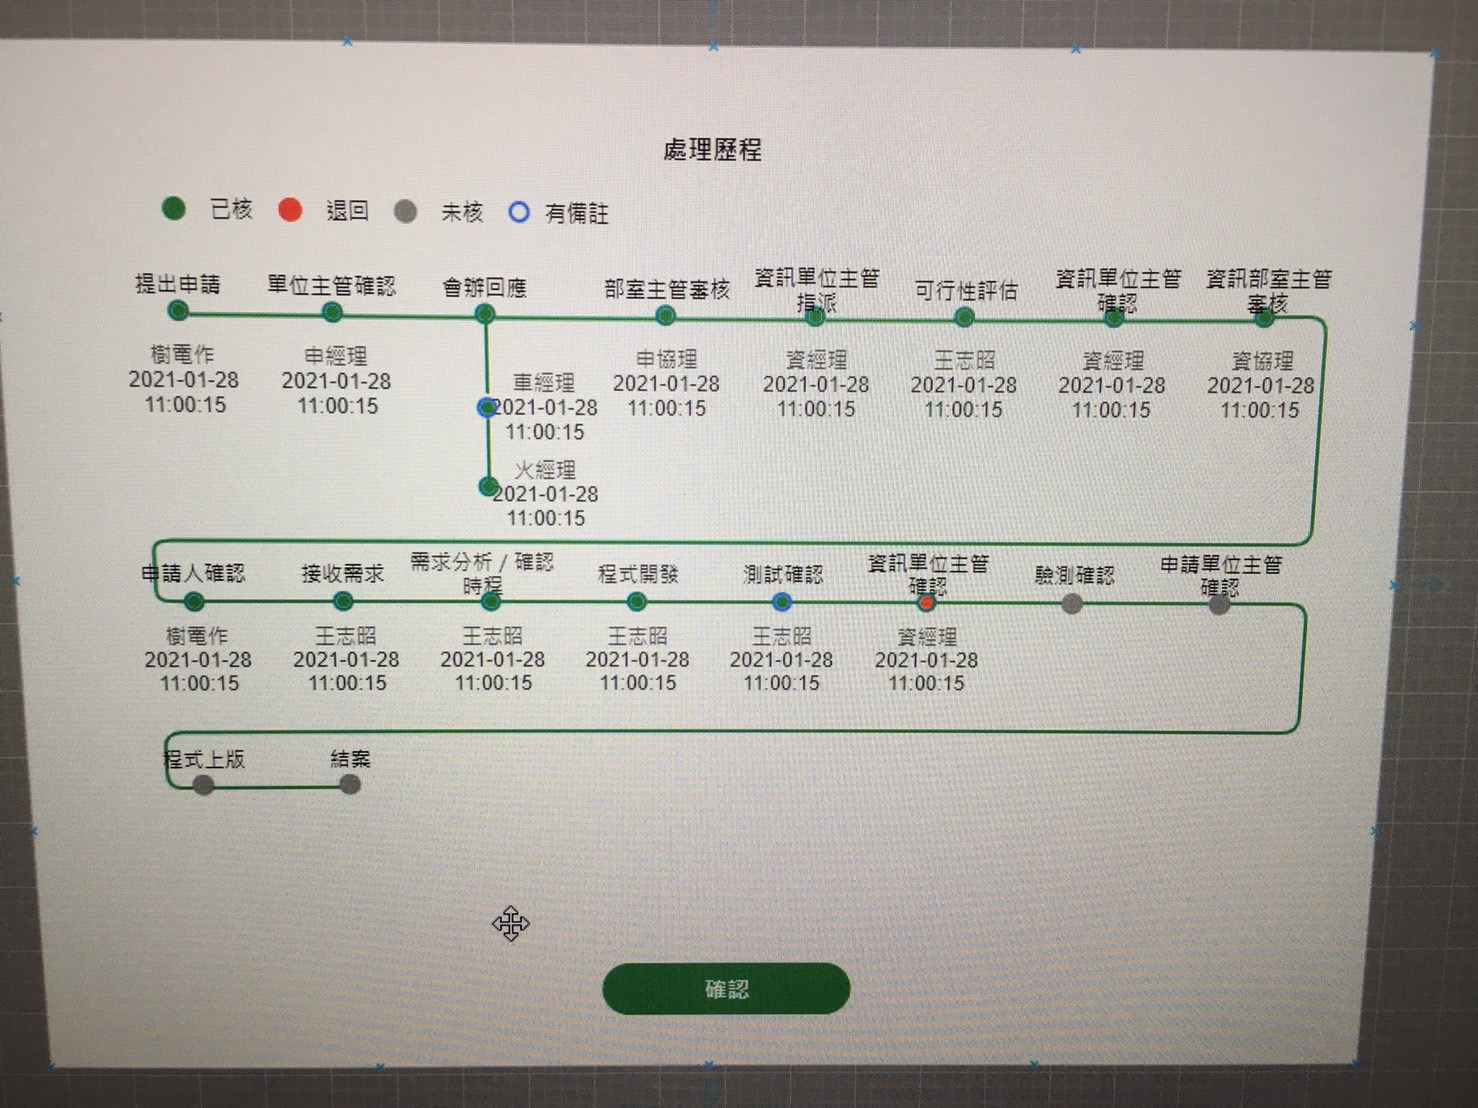 處理歷程
已核 退回 未核 有備註
提出申請
樹電作
2021-01-28
11:00:15
單位主管確認
申經理
2021-01-28
11:00:15
會辦回應
車經理
2021-01-28
11:00:15
火經理
2021-01-28
11:00:15
部室主管審核
申協理
2021-01-28
11:00:15
資訊單位主管
指派
資經理
2021-01-28
11:00:15
可行性評估
王志昭
2021-01-28
11:00:15
資訊單位主管
確認
資經理
2021-01-28
11:00:15
資訊部室主管
審核
資協理
2021-01-28
11:00:15
申請人確認
樹電作
2021-01-28
11:00:15
接收需求
王志昭
2021-01-28
11:00:15
需求分析 / 確認
時程
王志昭
2021-01-28
11:00:15
程式開發
王志昭
2021-01-28
11:00:15
測試確認
王志昭
2021-01-28
11:00:15
資訊單位主管
確認
資經理
2021-01-28
11:00:15
驗測確認
申請單位主管
確認
程式上版
結案
確認